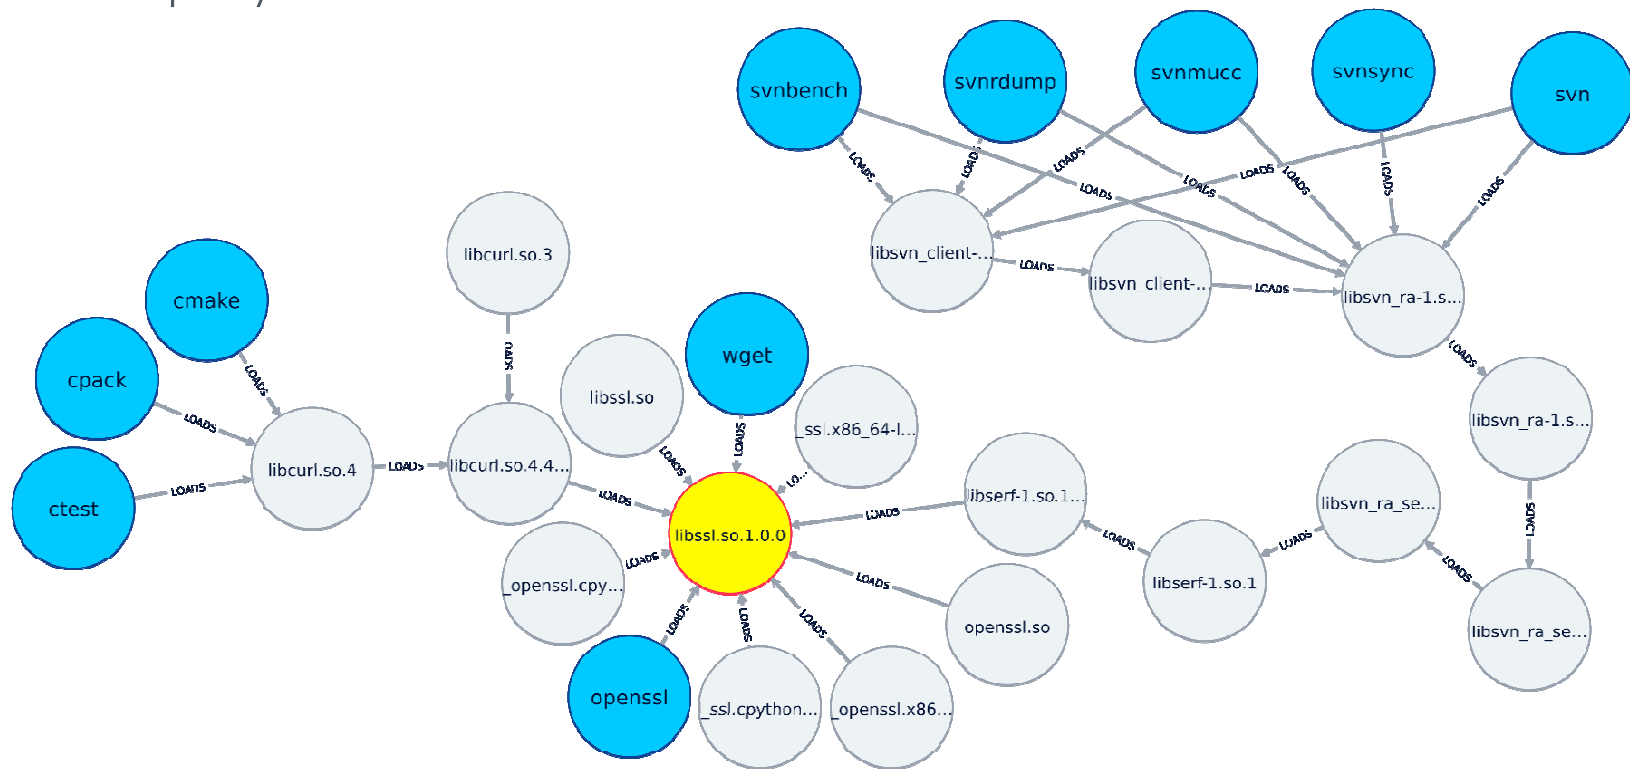 svnbench
svnrdump
svnmucc
svnsync
svn
LOADS
LOADS
LOADS
LOADS
LOADS
LOADS
LOADS
LOADS
LOADS
libsvn_client-...
LOADS
libsvn_client-...
LOADS
libsvn_ra-1.s...
LOADS
libsvn_ra-1.s...
LOADS
libsvn_ra_se...
LOADS
libsvn_ra_se...
LOADS
libserf-1.so.1
LOADS
libserf-1.so.1...
LOADS
cmake
LOADS
cpack
LOADS
ctest
LOADS
libcurl.so.4
LOADS
libcurl.so.3
LOADS
libcurl.so.4.4...
LOADS
libssl.so
LOADS
wget
LOADS
_ssl.x86_64-l...
LO...
libssl.so.1.0.0
_openssl.cpy...
LOADS
openssl
LOADS
_ssl.cpython...
LOADS
_openssl.x86...
LOADS
openssl.so
LOADS